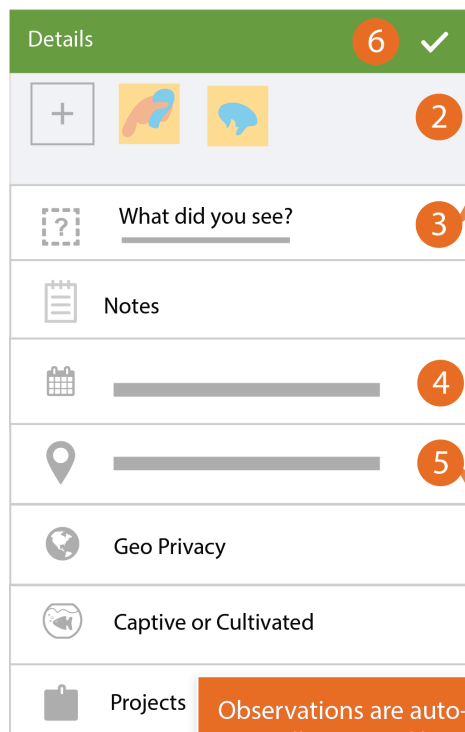 Details
6
2
What did you see?
3
Notes
4
5
Geo Privacy
Captive or Cultivated
Projects
Observations are auto-